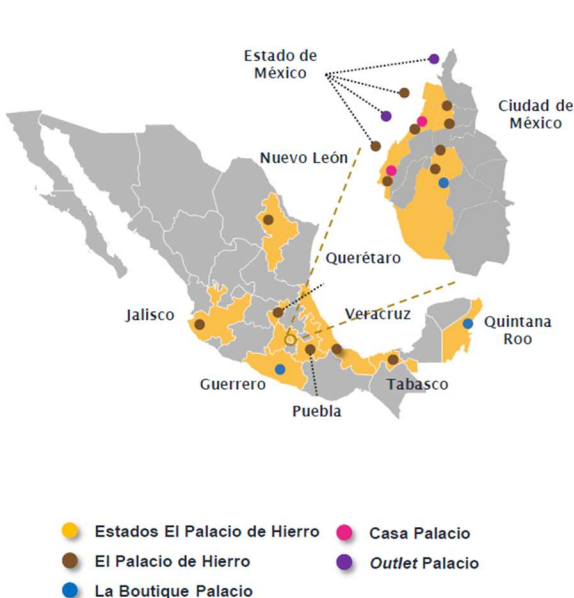 Estado de
México
Ciudad de
México
Nuevo León
Querétaro
Jalisco
Veracruz
Quintana
Roo
Guerrero
Tabasco
Puebla
Estados El Palacio de Hierro
Casa Palacio
El Palacio de Hierro
Outlet Palacio
La Boutique Palacio